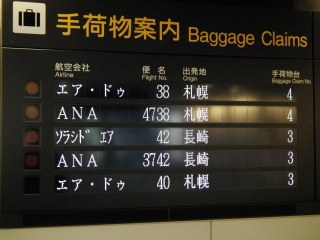 手荷物案内 Baggage Claims
航空会社 便名 出発地 手荷物台
Airline Flight No. Origin Baggage Claim No.
エア・ドゥ 38 札幌 4
ANA 4738 札幌 4
ソラシド エア 42 長崎 3
ANA 3742 長崎 3
エア・ドゥ 40 札幌 3